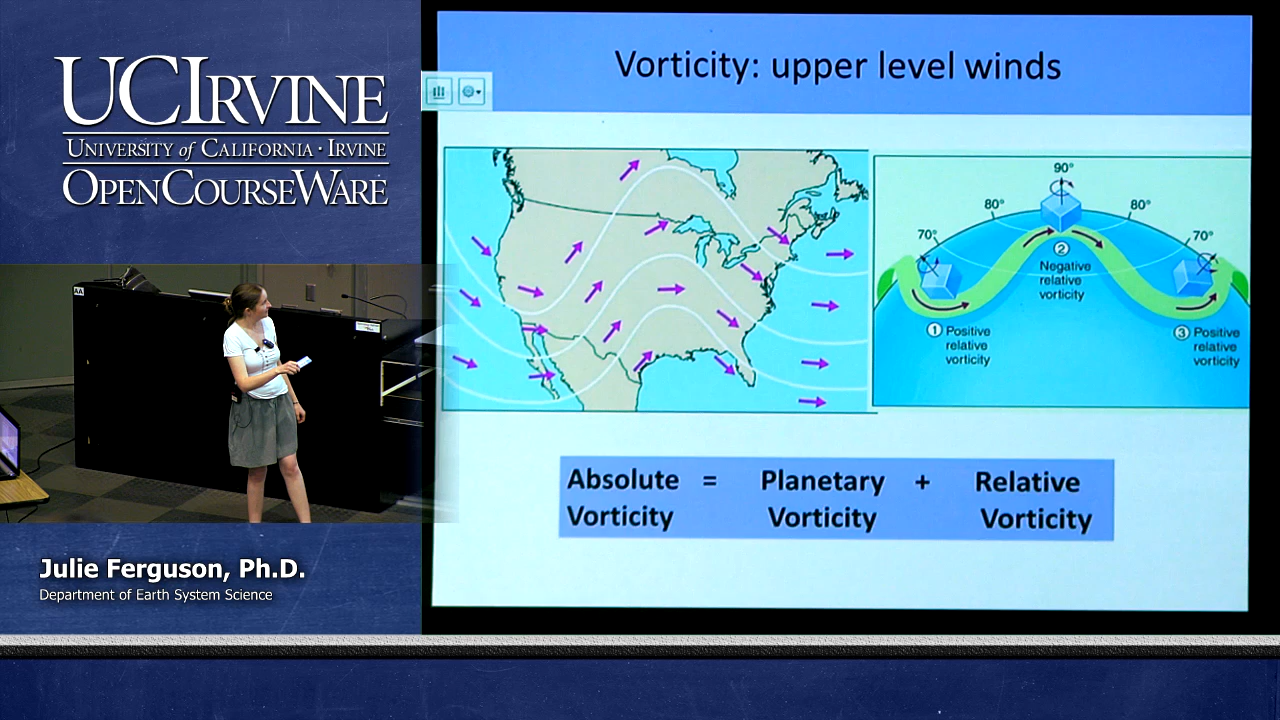 UCIRVINE
UNIVERSITY of CALIFORNIA · IRVINE
OPENCOURSEWARE
AA
Julie Ferguson, Ph.D.
Department of Earth System Science
Vorticity: upper level winds
90°
80°
80°
70°
70°
2
Negative
relative
vorticity
1 Positive
relative
vorticity
3 Positive
relative
vorticity
Absolute = Planetary + Relative
Vorticity Vorticity Vorticity